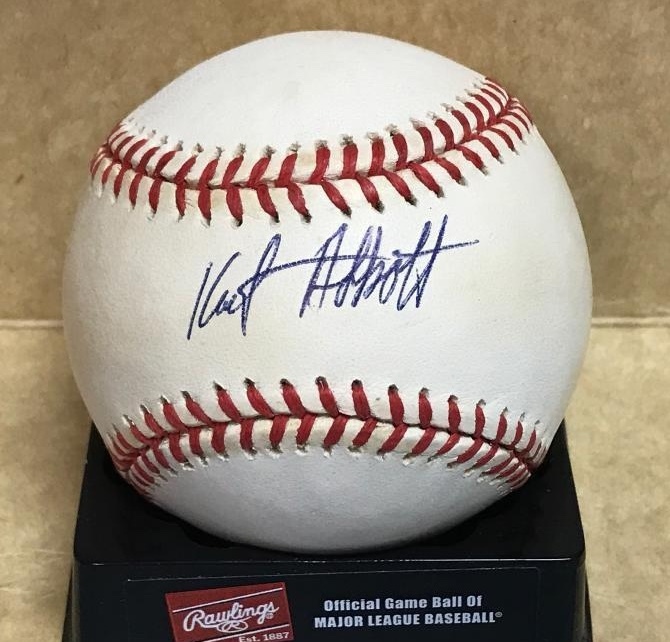 Kurt Abbott
Rawlings
Est. 1887
Official Game Ball Of
MAJOR LEAGUE BASEBALL®